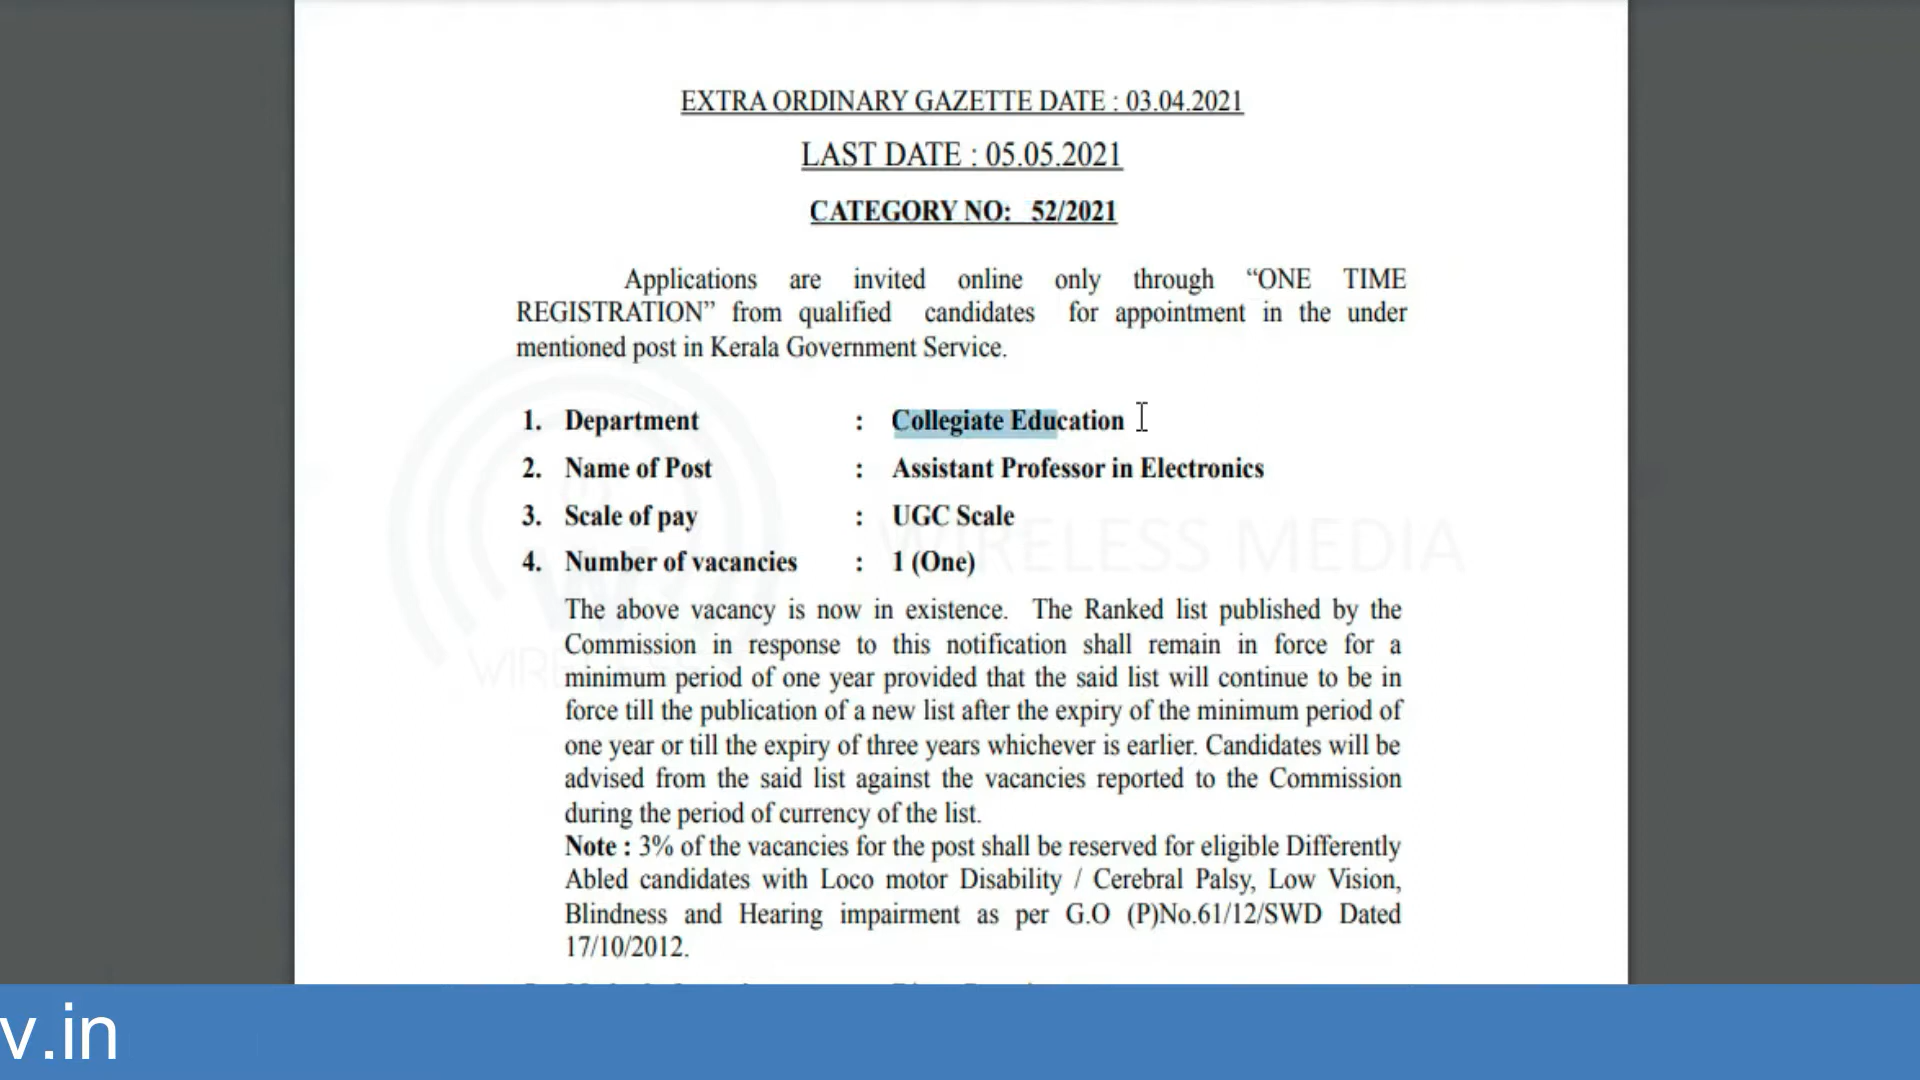 EXTRA ORDINARY GAZETTE DATE : 03.04.2021
LAST DATE : 05.05.2021
CATEGORY NO: 52/2021
Applications are invited online only through “ONE TIME
REGISTRATION” from qualified candidates for appointment in the under
mentioned post in Kerala Government Service.
1. Department : Collegiate Education
2. Name of Post : Assistant Professor in Electronics
3. Scale of pay : UGC Scale
4. Number of vacancies : 1 (One)
WIRELESS MEDIA
The above vacancy is now in existence. The Ranked list published by the
Commission in response to this notification shall remain in force for a
minimum period of one year provided that the said list will continue to be in
force till the publication of a new list after the expiry of the minimum period of
one year or till the expiry of three years whichever is earlier. Candidates will be
advised from the said list against the vacancies reported to the Commission
during the period of currency of the list.
Note : 3% of the vacancies for the post shall be reserved for eligible Differently
Abled candidates with Loco motor Disability / Cerebral Palsy, Low Vision,
Blindness and Hearing impairment as per G.O (P)No.61/12/SWD Dated
17/10/2012.
v.in